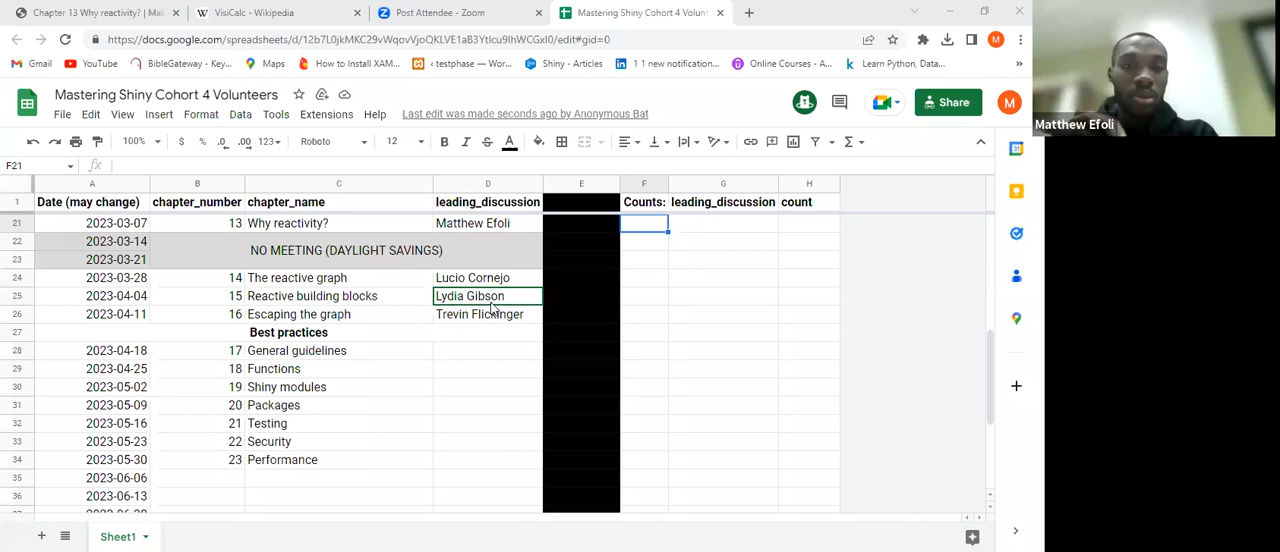 Chapter 13 Why reactivity? | Mas
VisiCalc - Wikipedia
Post Attendee - Zoom
Mastering Shiny Cohort 4 Volunt
https://docs.google.com/spreadsheets/d/12b7L0jkMKC29vWqovVjoQKLVE1aB3YtIcu9IhWCGxI0/edit#gid=0
M
Gmail
YouTube
BibleGateway - Key...
Maps
How to Install XAM...
testphase — Wor...
Shiny - Articles
1 1 new notification...
Online Courses - A...
Learn Python, Data...
»
Mastering Shiny Cohort 4 Volunteers
Share
M
File Edit View Insert Format Data Tools Extensions Help
Last edit was made seconds ago by Anonymous Bat
100% $ % .0 .00 123 Roboto 12 B I S A
F21 fx
A B C D E F G H
1 Date (may change) chapter_number chapter_name leading_discussion Counts: leading_discussion count
21 2023-03-07 13 Why reactivity? Matthew Efoli
22 2023-03-14
NO MEETING (DAYLIGHT SAVINGS)
23 2023-03-21
24 2023-03-28 14 The reactive graph Lucio Cornejo
25 2023-04-04 15 Reactive building blocks Lydia Gibson
26 2023-04-11 16 Escaping the graph Trevin Flickinger
27 Best practices
28 2023-04-18 17 General guidelines
29 2023-04-25 18 Functions
30 2023-05-02 19 Shiny modules
31 2023-05-09 20 Packages
32 2023-05-16 21 Testing
33 2023-05-23 22 Security
34 2023-05-30 23 Performance
35 2023-06-06
36 2023-06-13
Sheet1
31
Matthew Efoli